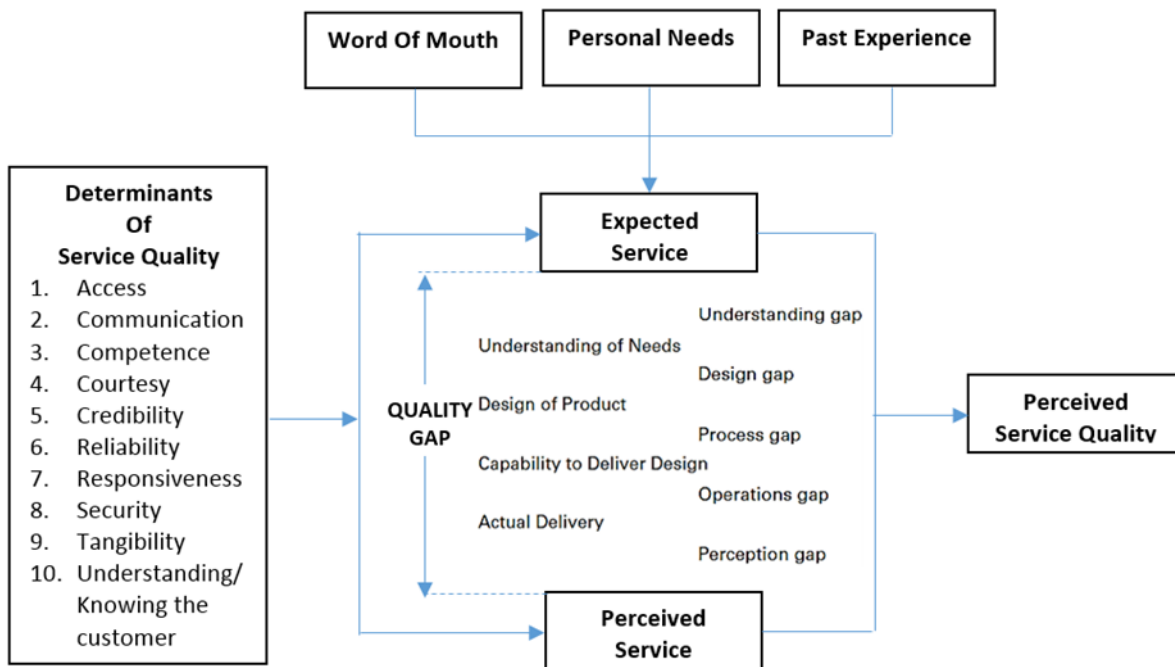 Word Of Mouth
Personal Needs
Past Experience
Determinants
Of
Service Quality
1. Access
2. Communication
3. Competence
4. Courtesy
5. Credibility
6. Reliability
7. Responsiveness
8. Security
9. Tangibility
10. Understanding/
Knowing the
customer
Expected
Service
QUALITY
GAP
Understanding gap
Understanding of Needs
Design gap
Design of Product
Process gap
Capability to Deliver Design
Operations gap
Actual Delivery
Perception gap
Perceived
Service
Perceived
Service Quality